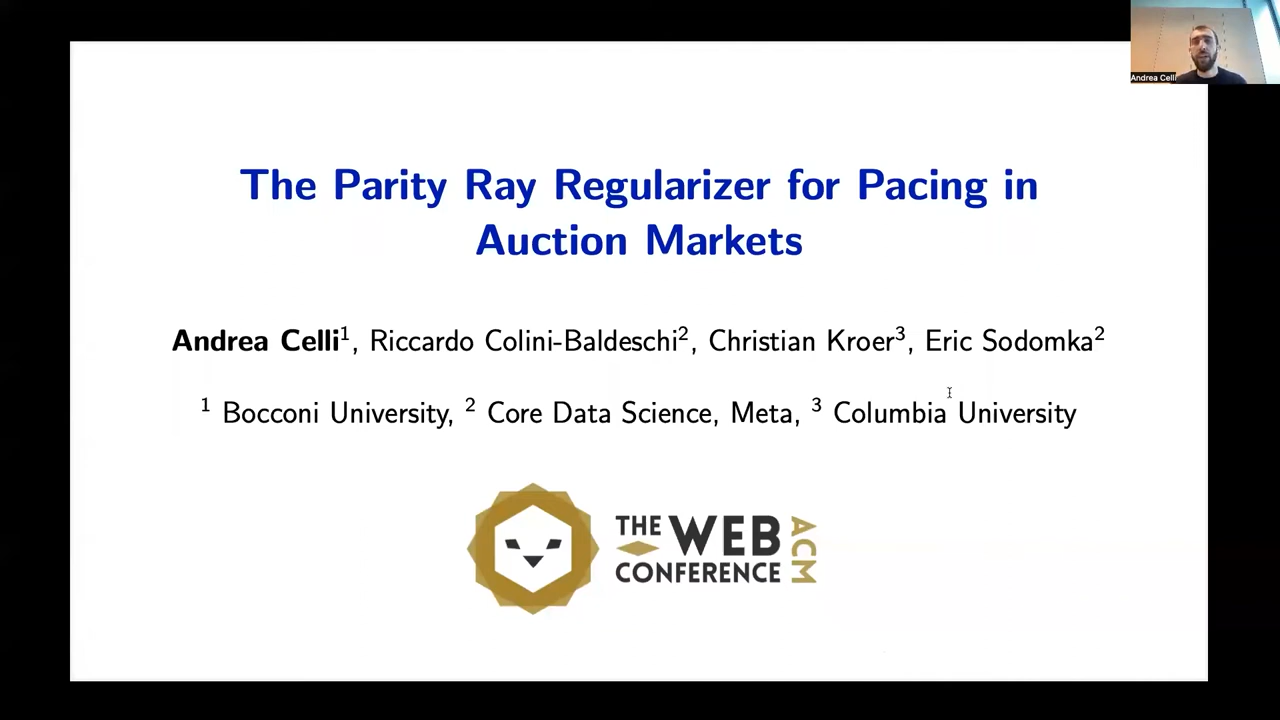 Andrea Celli
The Parity Ray Regularizer for Pacing in
Auction Markets
Andrea Celli¹, Riccardo Colini-Baldeschi², Christian Kroer³, Eric Sodomka²
¹ Bocconi University, ² Core Data Science, Meta, ³ Columbia University
THE WEB
CONFERENCE
ACM